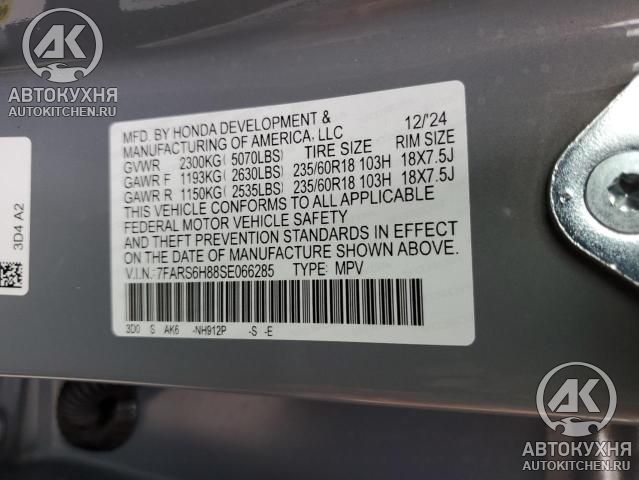 АК
АВТОКУХНЯ
AUTOKITCHEN.RU
MFD. BY HONDA DEVELOPMENT &
MANUFACTURING OF AMERICA, LLC 12/'24
GVWR 2300KG( 5070LBS) TIRE SIZE RIM SIZE
GAWR F 1193KG( 2630LBS) 235/60R18 103H 18X7.5J
GAWR R 1150KG( 2535LBS) 235/60R18 103H 18X7.5J
THIS VEHICLE CONFORMS TO ALL APPLICABLE
FEDERAL MOTOR VEHICLE SAFETY
AND THEFT PREVENTION STANDARDS IN EFFECT
ON THE DATE OF MANUFACTURE SHOWN ABOVE.
V.I.N.: 7FARS6H88SE066285 TYPE: MPV
3D0 S AK6 -NH912P -S -E
3D4 A2
АК
АВТОКУХНЯ
AUTOKITCHEN.RU